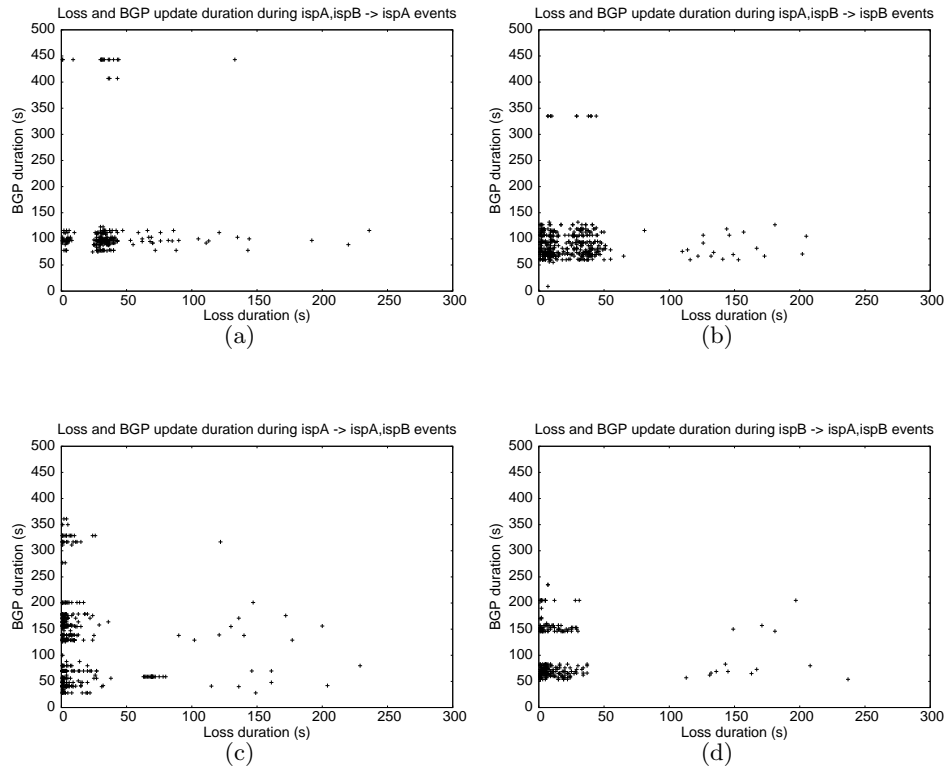 Loss and BGP update duration during ispA,ispB -> ispA events
500
450
400
350
300
250
200
150
100
50
0
BGP duration (s)
0 50 100 150 200 250 300
Loss duration (s)
(a)
Loss and BGP update duration during ispA,ispB -> ispB events
500
450
400
350
300
250
200
150
100
50
0
BGP duration (s)
0 50 100 150 200 250 300
Loss duration (s)
(b)
Loss and BGP update duration during ispA -> ispA,ispB events
500
450
400
350
300
250
200
150
100
50
0
BGP duration (s)
0 50 100 150 200 250 300
Loss duration (s)
(c)
Loss and BGP update duration during ispB -> ispA,ispB events
500
450
400
350
300
250
200
150
100
50
0
BGP duration (s)
0 50 100 150 200 250 300
Loss duration (s)
(d)